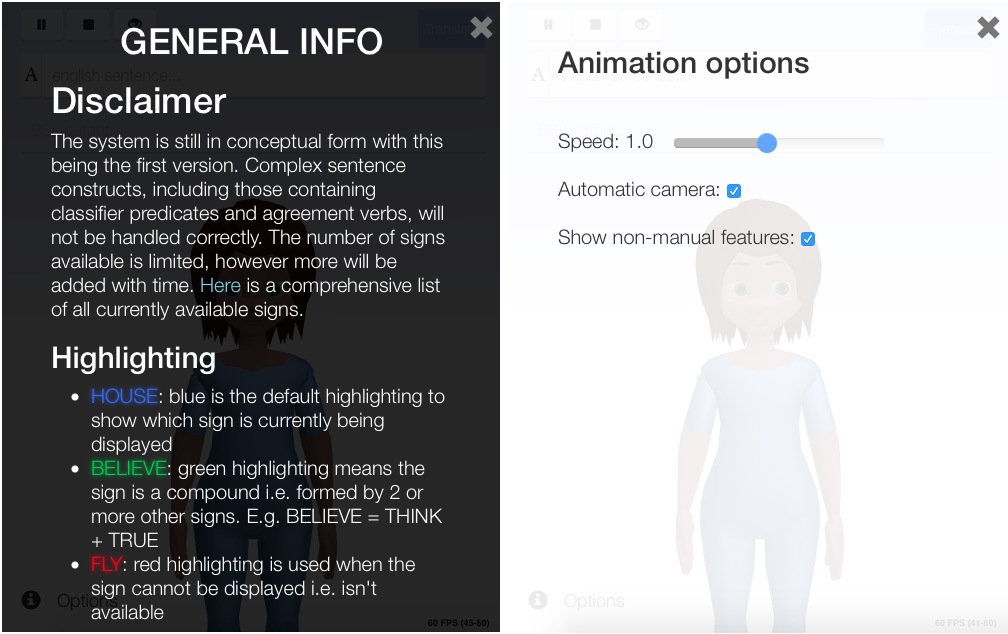 GENERAL INFO
Disclaimer
The system is still in conceptual form with this
being the first version. Complex sentence
constructs, including those containing
classifier predicates and agreement verbs, will
not be handled correctly. The number of signs
available is limited, however more will be
added with time. Here is a comprehensive list
of all currently available signs.
Highlighting
• HOUSE: blue is the default highlighting to
show which sign is currently being
displayed
• BELIEVE: green highlighting means the
sign is a compound i.e. formed by 2 or
more other signs. E.g. BELIEVE = THINK
+ TRUE
• FLY: red highlighting is used when the
sign cannot be displayed i.e. isn't
available
A english sentence...
Options
60 FPS (45-60)
Animation options
Speed: 1.0
Automatic camera:
Show non-manual features:
A
Options
60 FPS (41-60)